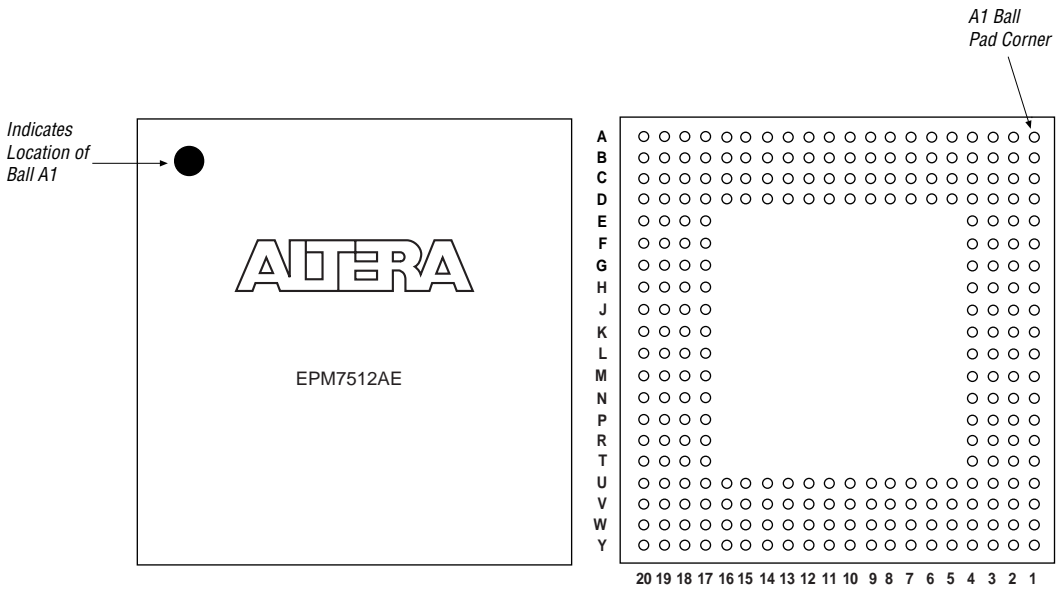 A1 Ball
Pad Corner
Indicates
Location of
Ball A1
ALTERA
EPM7512AE
A
B
C
D
E
F
G
H
J
K
L
M
N
P
R
T
U
V
W
Y
20 19 18 17 16 15 14 13 12 11 10 9 8 7 6 5 4 3 2 1